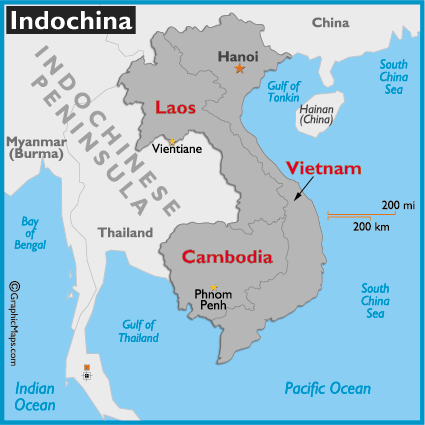 Indochina
China
Hanoi
South
China
Sea
Gulf of
Tonkin
INDOCHINESE
PENINSULA
Laos
Hainan
(China)
Myanmar
(Burma)
Vientiane
Vietnam
200 mi
200 km
Bay
of
Bengal
Thailand
Cambodia
Phnom
Penh
South
China
Sea
Gulf of
Thailand
©GraphicMaps.com
Indian
Ocean
Pacific Ocean